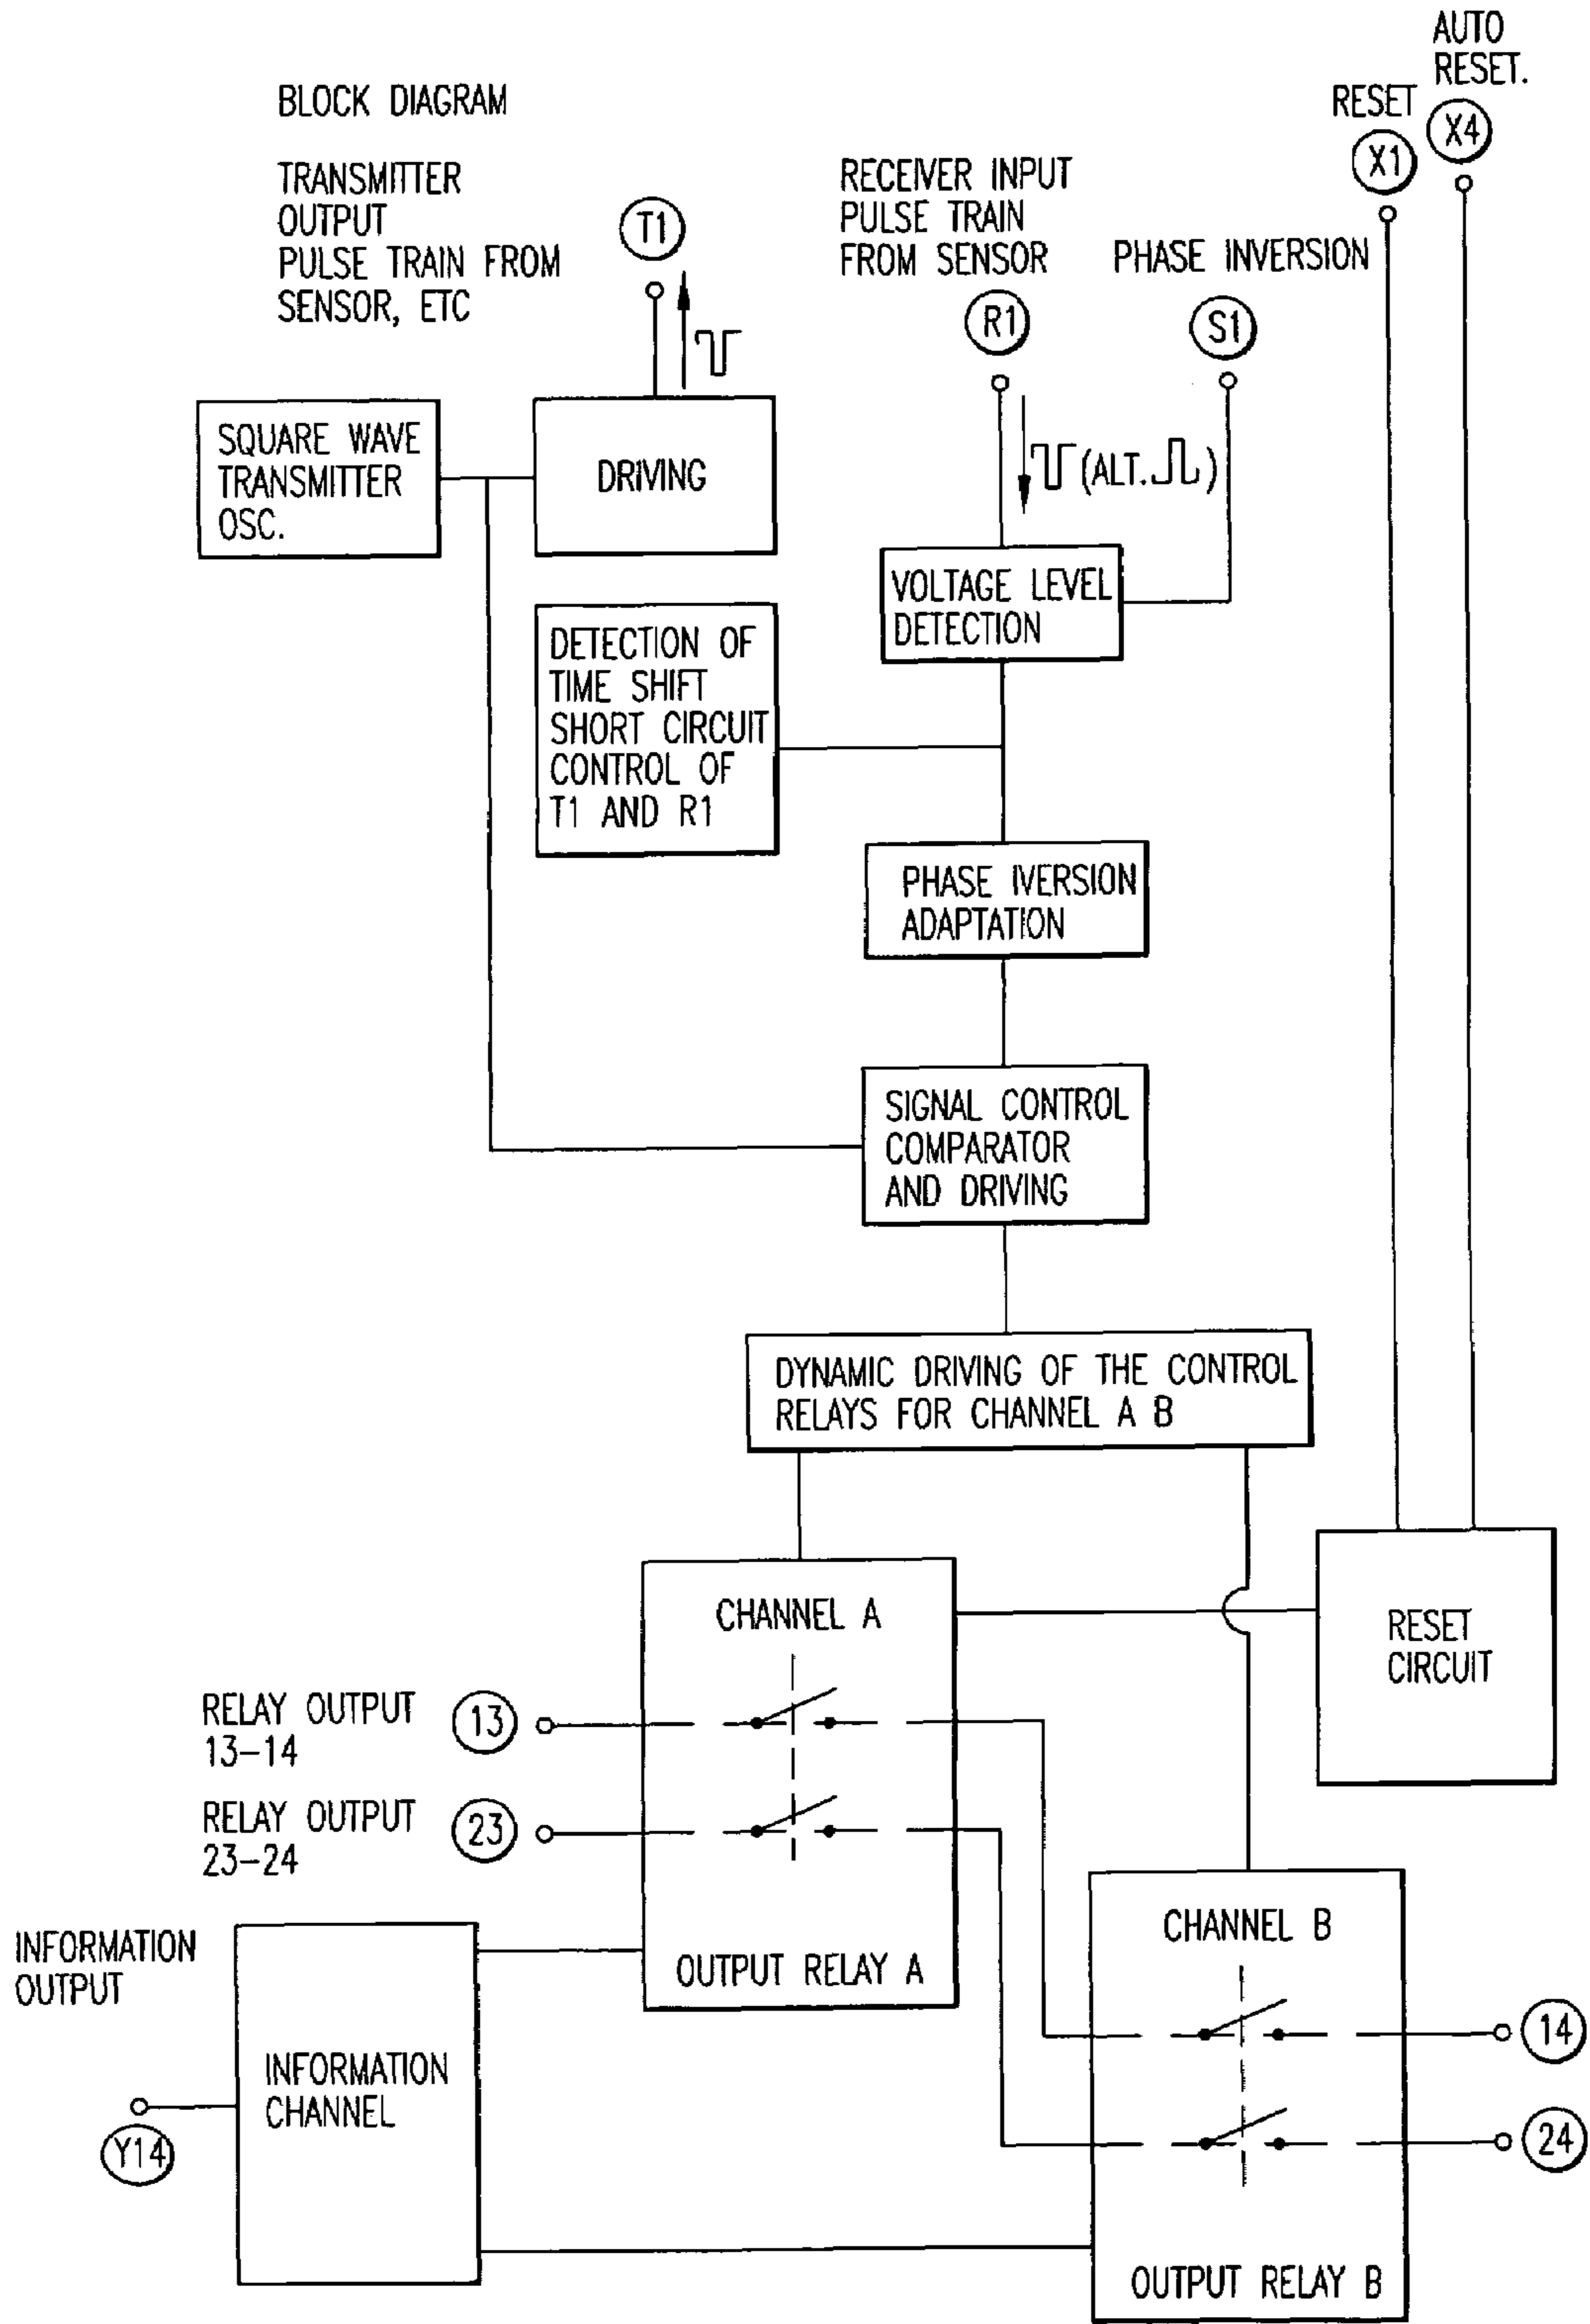 AUTO
RESET.
RESET
X4
X1
BLOCK DIAGRAM
TRANSMITTER
OUTPUT
PULSE TRAIN FROM
SENSOR, ETC
T1
RECEIVER INPUT
PULSE TRAIN
FROM SENSOR
R1
PHASE INVERSION
S1
SQUARE WAVE
TRANSMITTER
OSC.
DRIVING
(ALT. )
VOLTAGE LEVEL
DETECTION
DETECTION OF
TIME SHIFT
SHORT CIRCUIT
CONTROL OF
T1 AND R1
PHASE IVERSION
ADAPTATION
SIGNAL CONTROL
COMPARATOR
AND DRIVING
DYNAMIC DRIVING OF THE CONTROL
RELAYS FOR CHANNEL A B
CHANNEL A
RESET
CIRCUIT
RELAY OUTPUT
13-14
13
RELAY OUTPUT
23-24
23
OUTPUT RELAY A
INFORMATION
OUTPUT
INFORMATION
CHANNEL
Y14
CHANNEL B
14
24
OUTPUT RELAY B